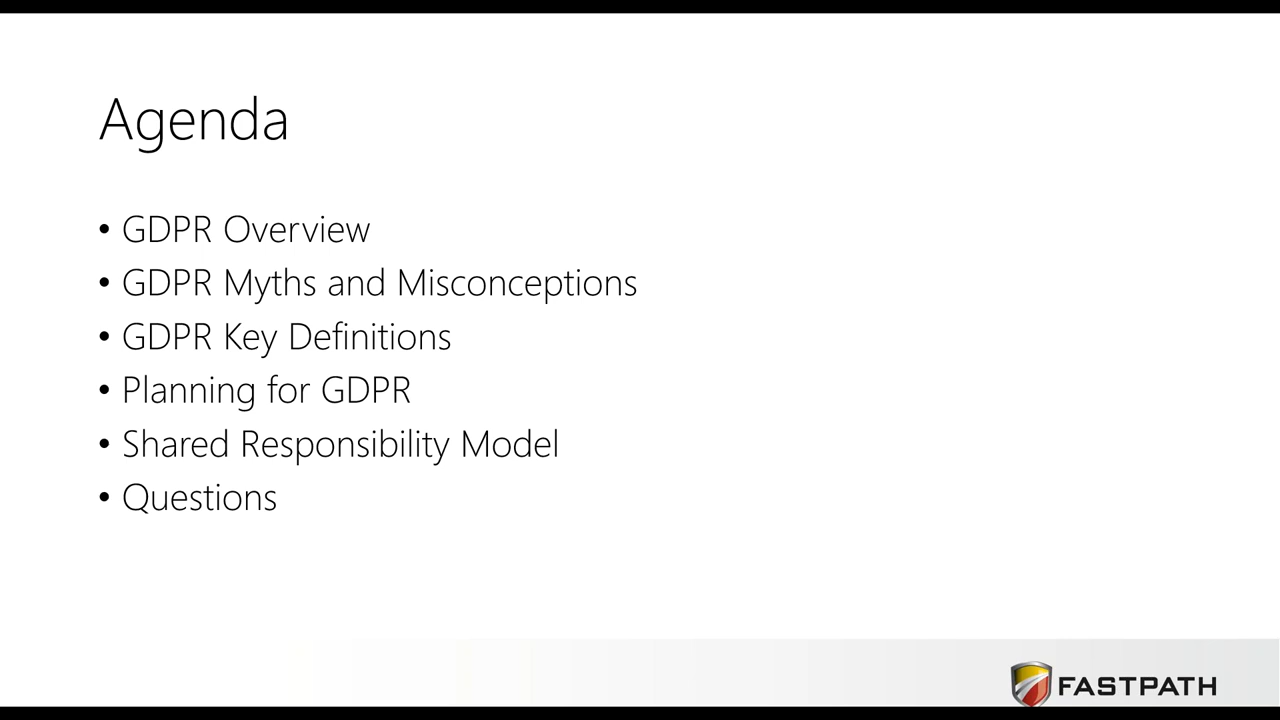 Agenda
• GDPR Overview
• GDPR Myths and Misconceptions
• GDPR Key Definitions
• Planning for GDPR
• Shared Responsibility Model
• Questions
FASTPATH